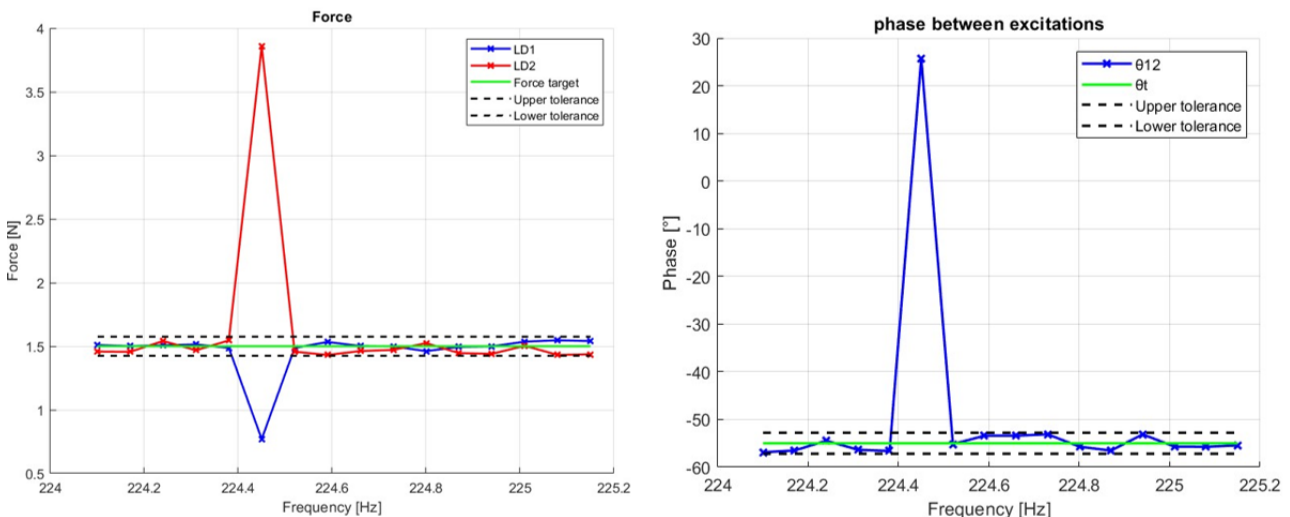 Force
4
3.5
3
2.5
2
1.5
1
0.5
Force [N]
224
224.2
224.4
224.6
224.8
225
225.2
Frequency [Hz]
LD1
LD2
Force target
Upper tolerance
Lower tolerance
phase between excitations
30
20
10
0
-10
-20
-30
-40
-50
-60
Phase [°]
224
224.2
224.4
224.6
224.8
225
225.2
Frequency [Hz]
θ12
θt
Upper tolerance
Lower tolerance